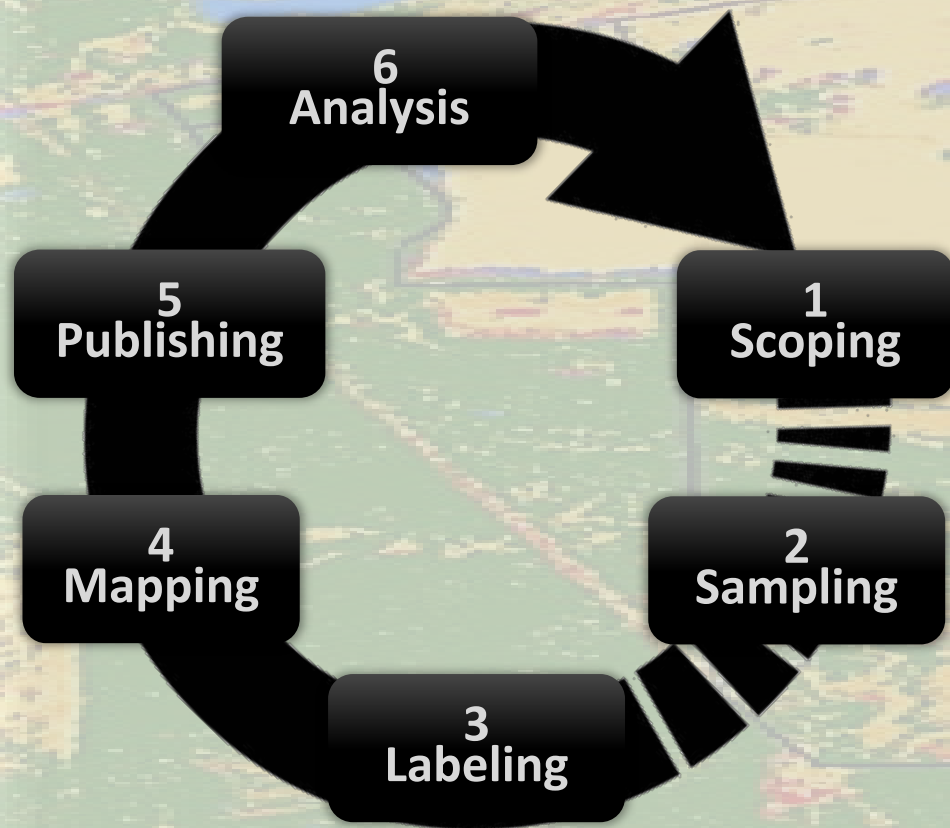 6
Analysis
5
Publishing
1
Scoping
4
Mapping
2
Sampling
3
Labeling